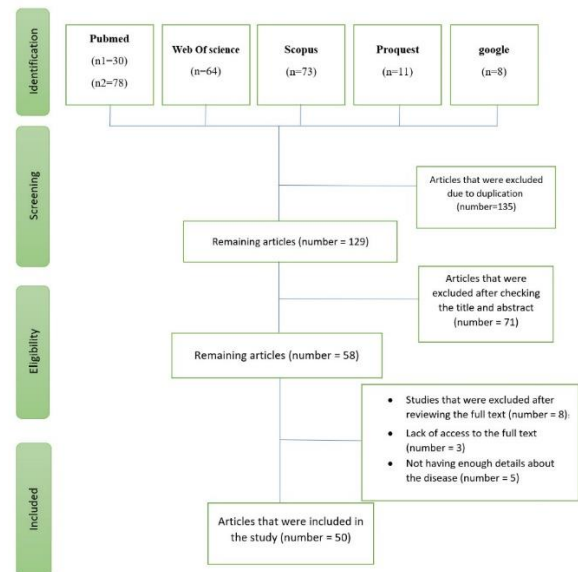 Identification
Pubmed
(n1=30)
(n2=78)
Web Of science
(n=64)
Scopus
(n=73)
Proquest
(n=11)
google
(n=8)
Screening
Articles that were excluded
due to duplication
(number=135)
Remaining articles (number = 129)
Eligibility
Articles that were
excluded after checking
the title and abstract
(number = 71)
Remaining articles (number = 58)
• Studies that were excluded after
reviewing the full text (number = 8):
• Lack of access to the full text
(number = 3)
• Not having enough details about
the disease (number = 5)
Included
Articles that were included in
the study (number = 50)